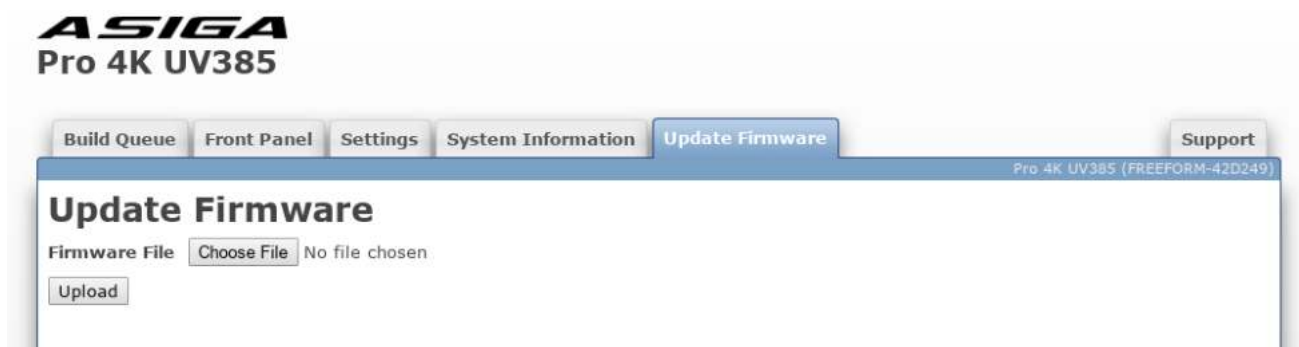 ASIGA
Pro 4K UV385
Build Queue Front Panel Settings System Information Update Firmware Support
Pro 4K UV385 (FREEFORM-42D249)
Update Firmware
Firmware File Choose File No file chosen
Upload